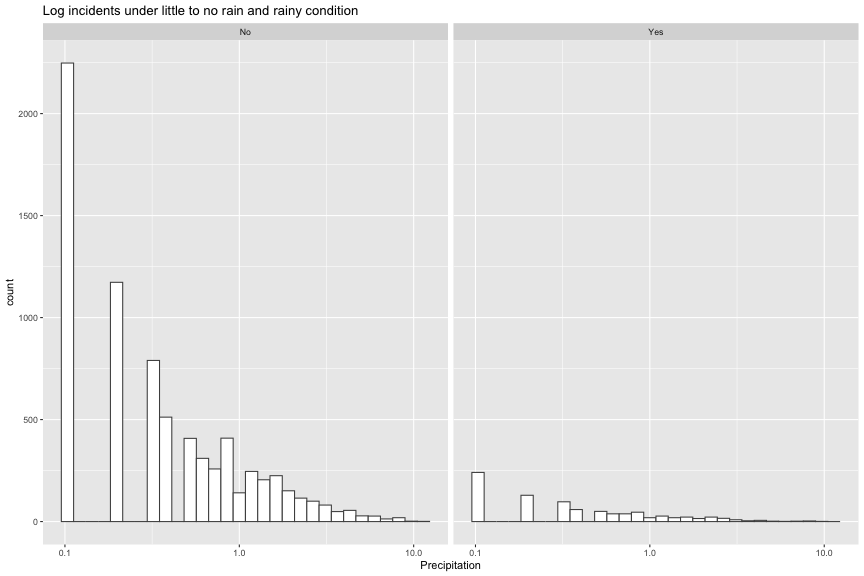 Log incidents under little to no rain and rainy condition
No
Yes
count
2000
1500
1000
500
0
0.1
1.0
10.0
0.1
1.0
10.0
Precipitation